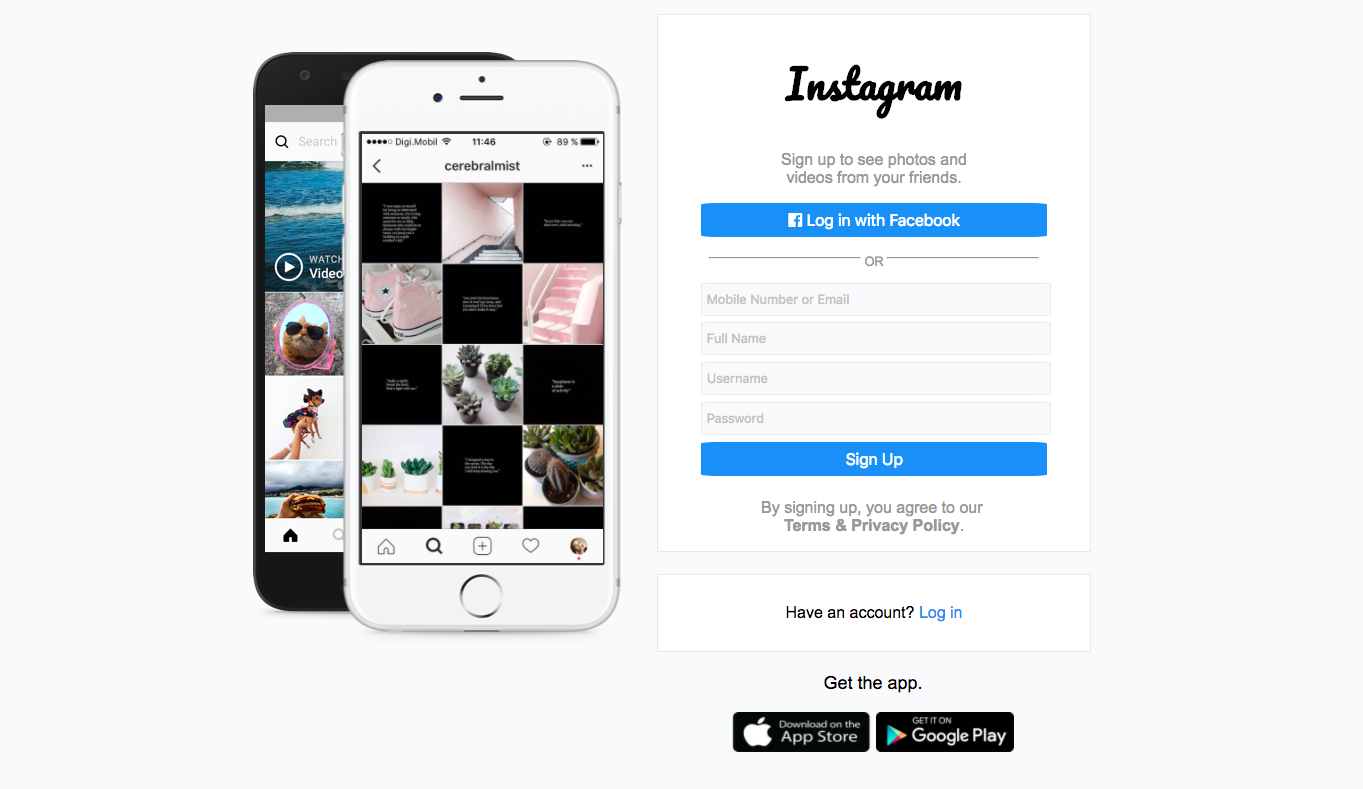 Search
WATCH
Video
●●●●○ Digi.Mobil 11:46 89 %
cerebralmist
Instagram
Sign up to see photos and
videos from your friends.
Log in with Facebook
OR
Mobile Number or Email
Full Name
Username
Password
Sign Up
By signing up, you agree to our
Terms & Privacy Policy.
Have an account? Log in
Get the app.
Download on the
App Store
GET IT ON
Google Play